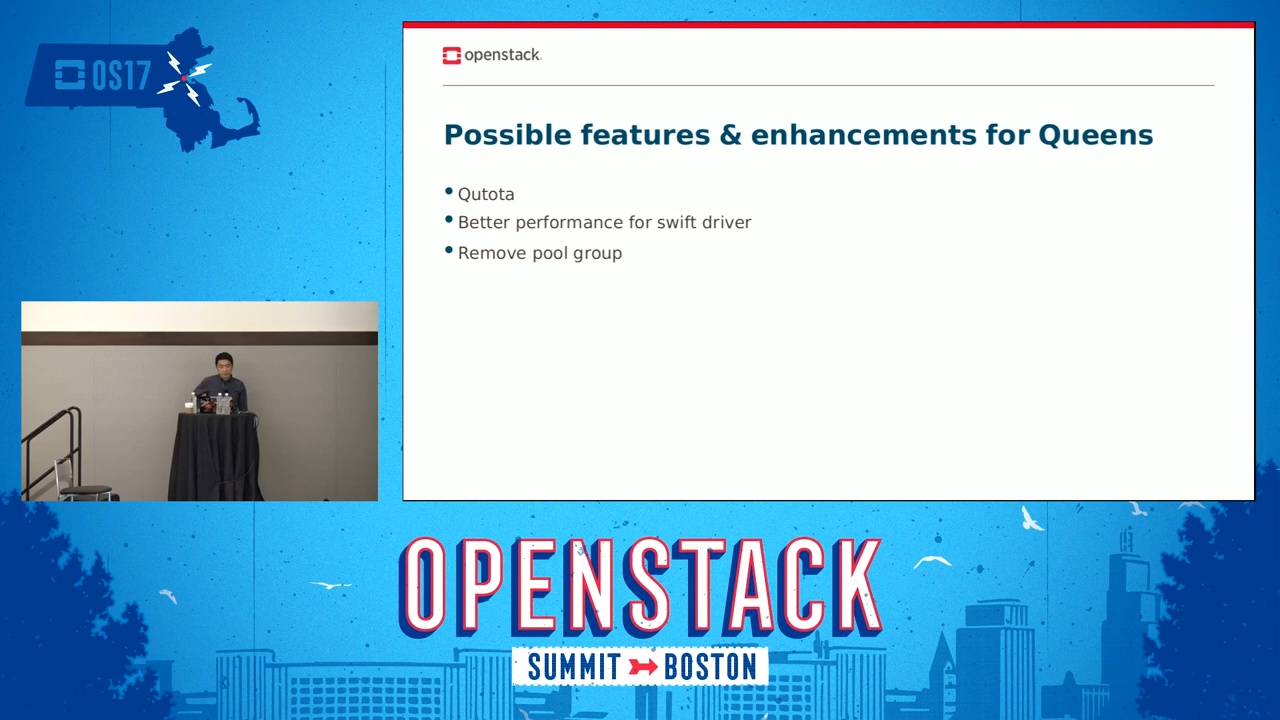 OS17
openstack.
Possible features & enhancements for Queens
Qutota
Better performance for swift driver
Remove pool group
OPENSTACK
SUMMIT BOSTON